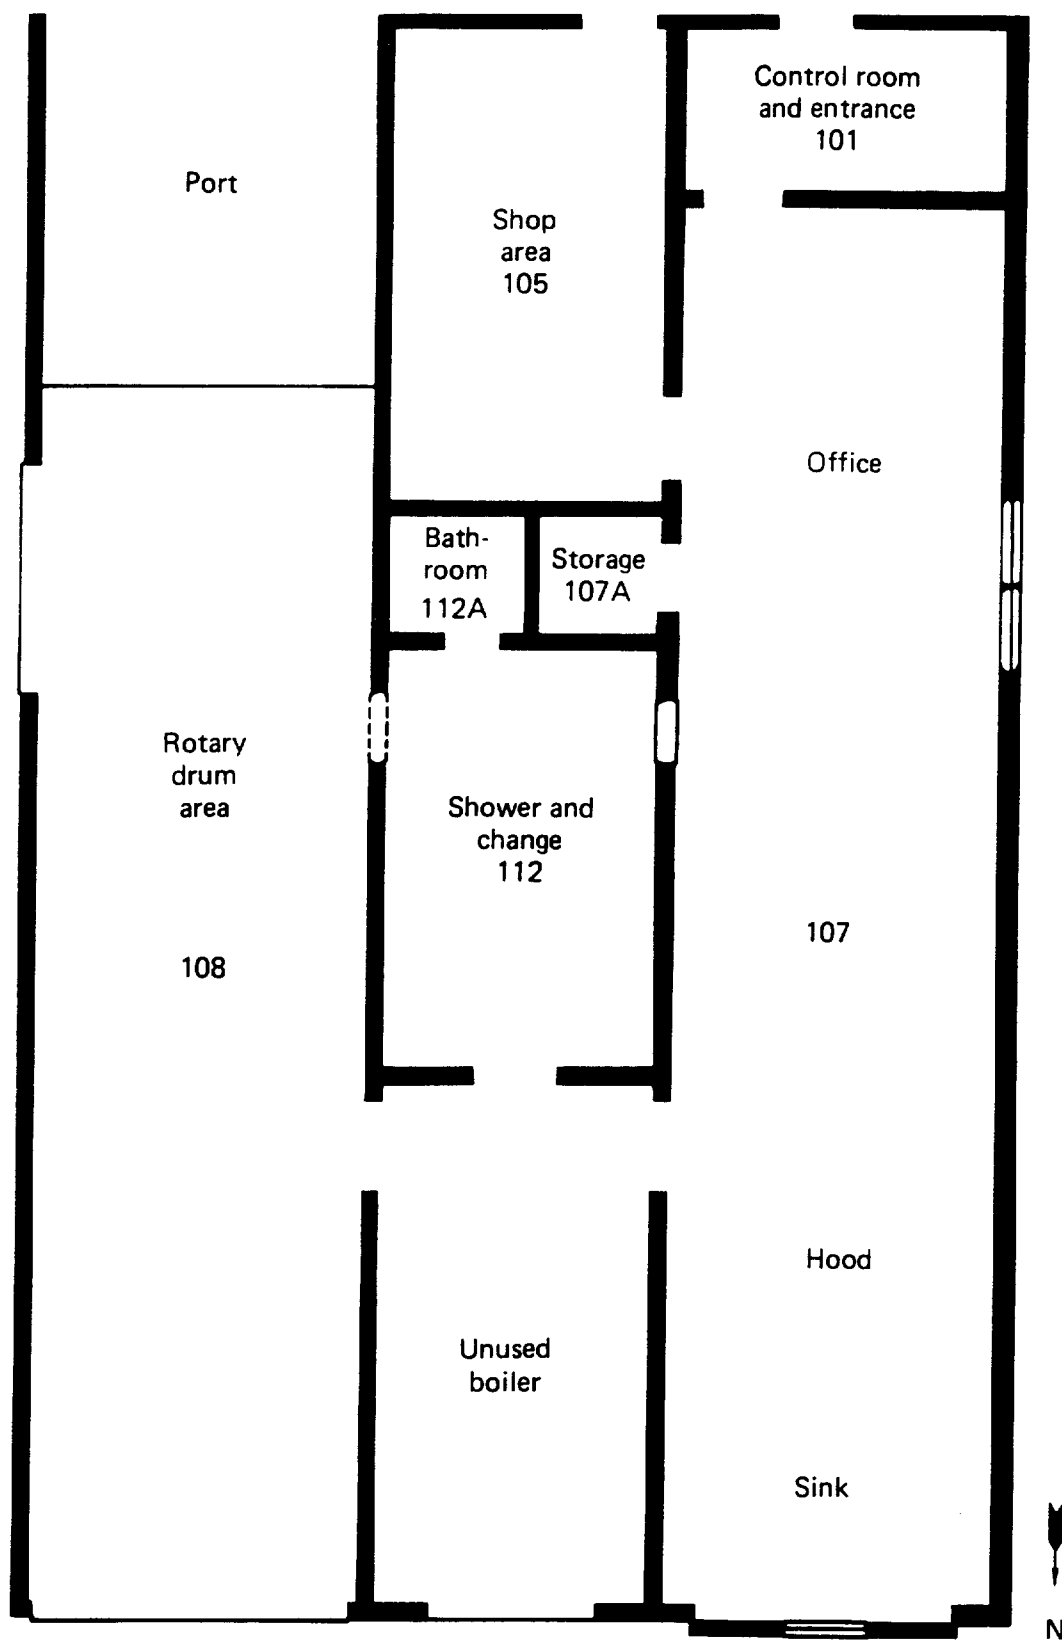 Control room
and entrance
101
Port
Shop
area
105
Office
Bath-
room
112A
Storage
107A
Rotary
drum
area
Shower and
change
112
107
108
Hood
Unused
boiler
Sink
N